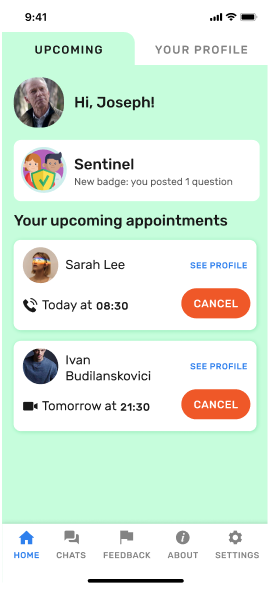 9:41
UPCOMING
YOUR PROFILE
Hi, Joseph!
Sentinel
New badge: you posted 1 question
Your upcoming appointments
Sarah Lee
SEE PROFILE
Today at 08:30
CANCEL
Ivan
Budilanskovici
SEE PROFILE
Tomorrow at 21:30
CANCEL
HOME
CHATS
FEEDBACK
ABOUT
SETTINGS